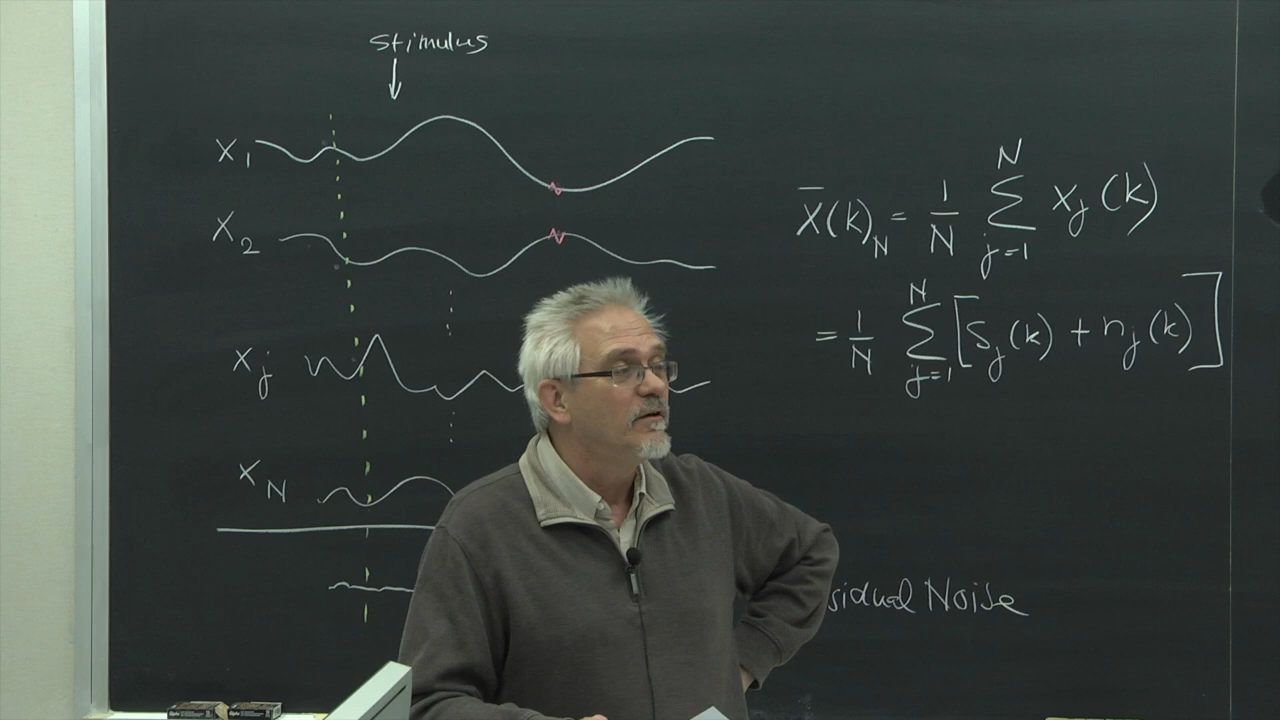 stimulus
X1
X2
Xj
XN
X̄(k)N = 1/N Σ_{j=1}^{N} xj(k)
= 1/N Σ_{j=1}^{N} [Sj(k) + nj(k)]
sidual Noise